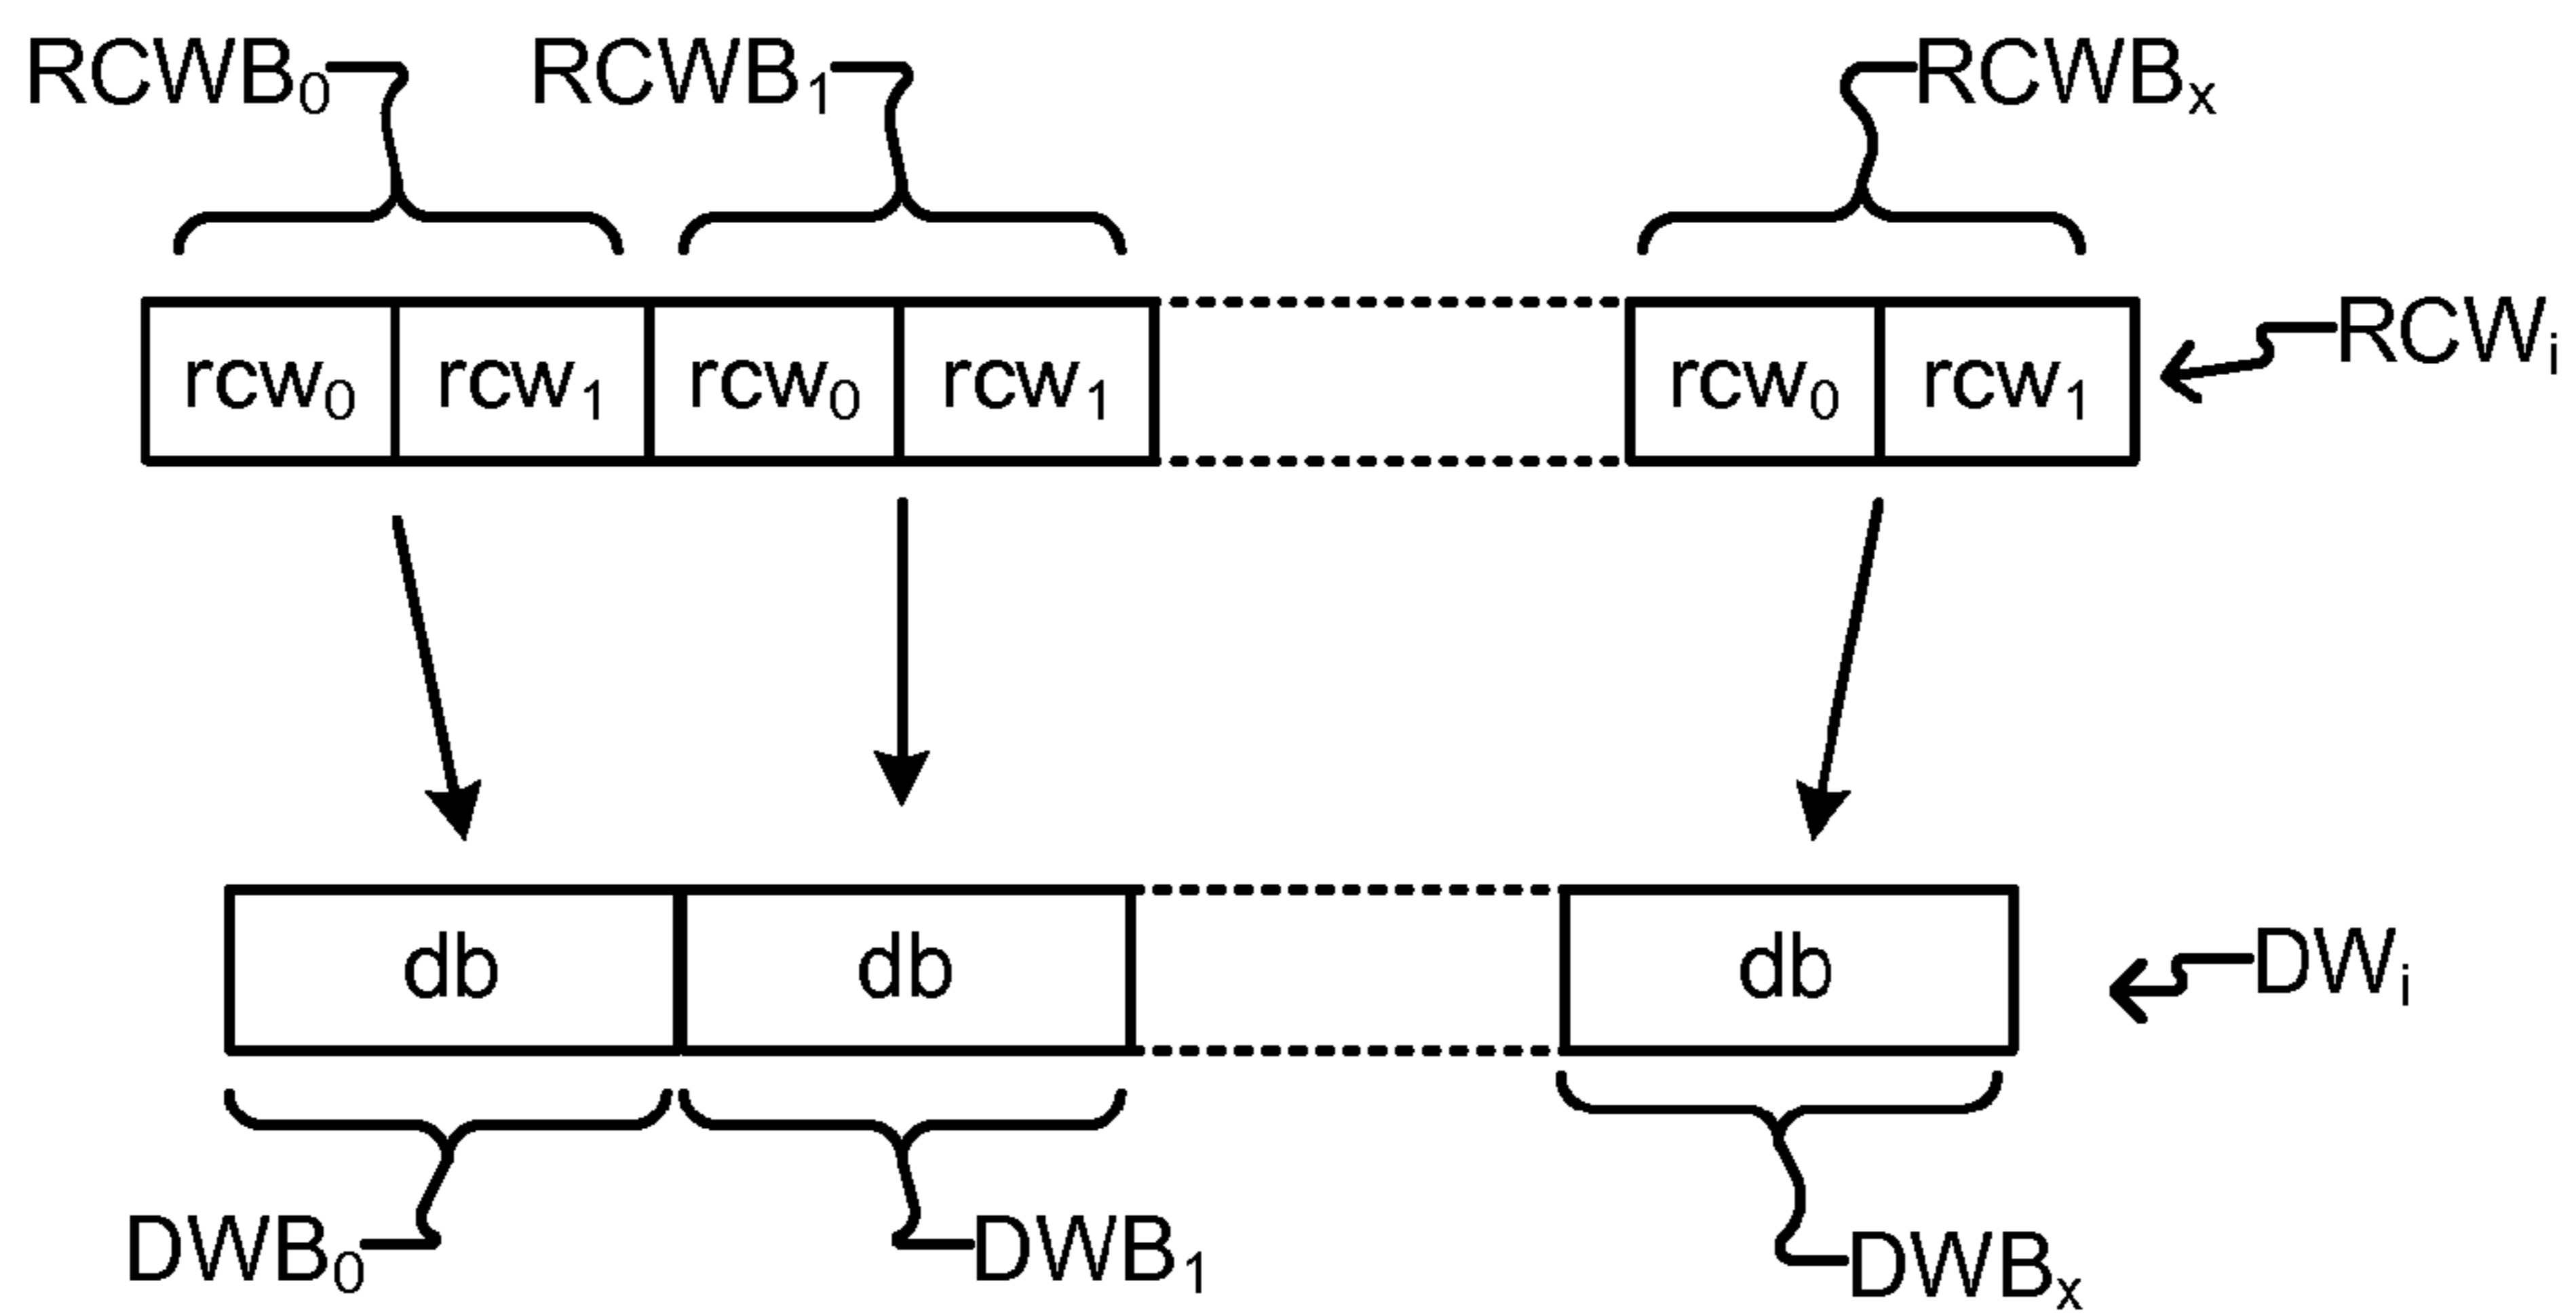 RCWB₀ RCWB₁ RCWBₓ
rcw₀ rcw₁ rcw₀ rcw₁ rcw₀ rcw₁ RCWᵢ
db db db DWᵢ
DWB₀ DWB₁ DWBₓ